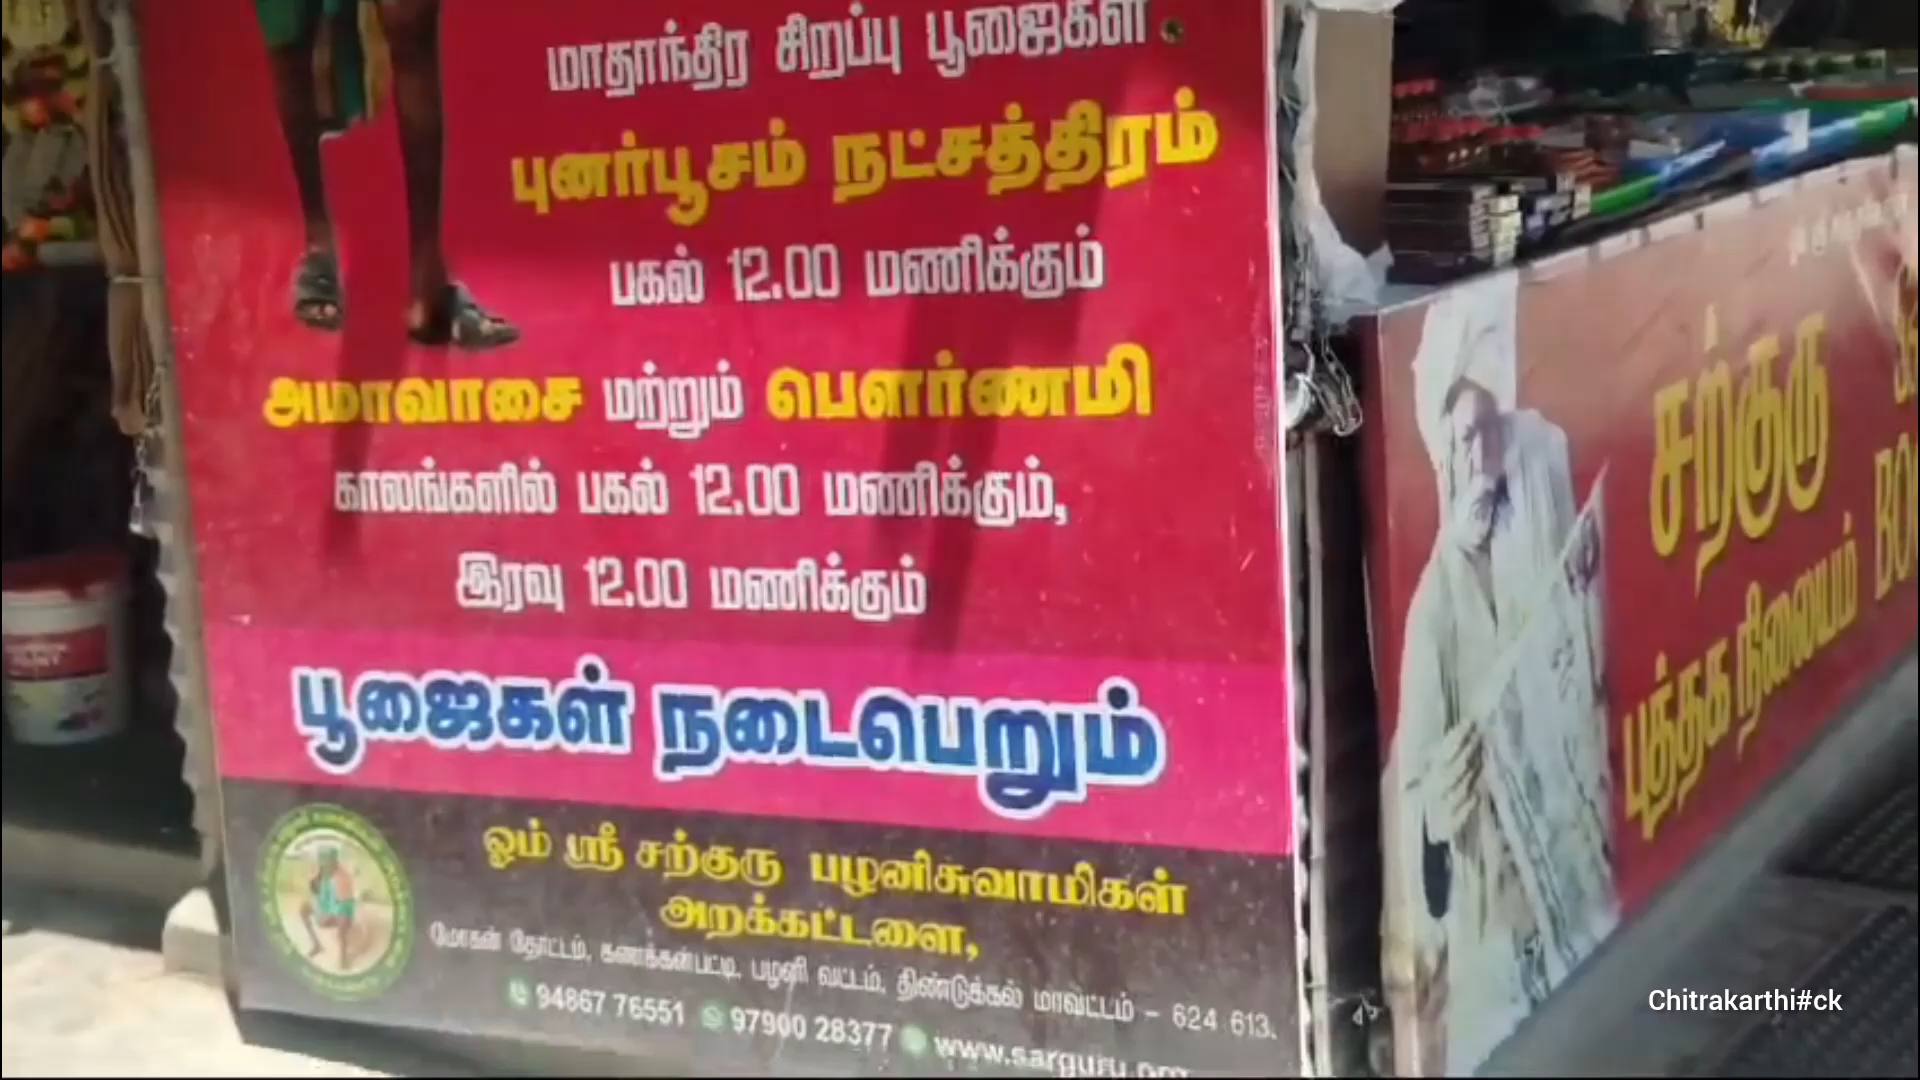 மாதாந்திர சிறப்பு பூஜைகள்
புனர்பூசம் நட்சத்திரம்
பகல் 12.00 மணிக்கும்
அமாவாசை மற்றும் பௌர்ணமி
காலங்களில் பகல் 12.00 மணிக்கும்,
இரவு 12.00 மணிக்கும்
பூஜைகள் நடைபெறும்
ஓம் ஸ்ரீ சற்குரு பழனிசுவாமிகள்
அறக்கட்டளை,
மோகன் தோட்டம், கணக்கன்பட்டி, பழனி வட்டம், திண்டுக்கல் மாவட்டம் - 624 613.
94867 76551 97900 28377 www.sarguru.
சற்குரு
புத்தக நிலையம்
BO
Chitrakarthi#ck